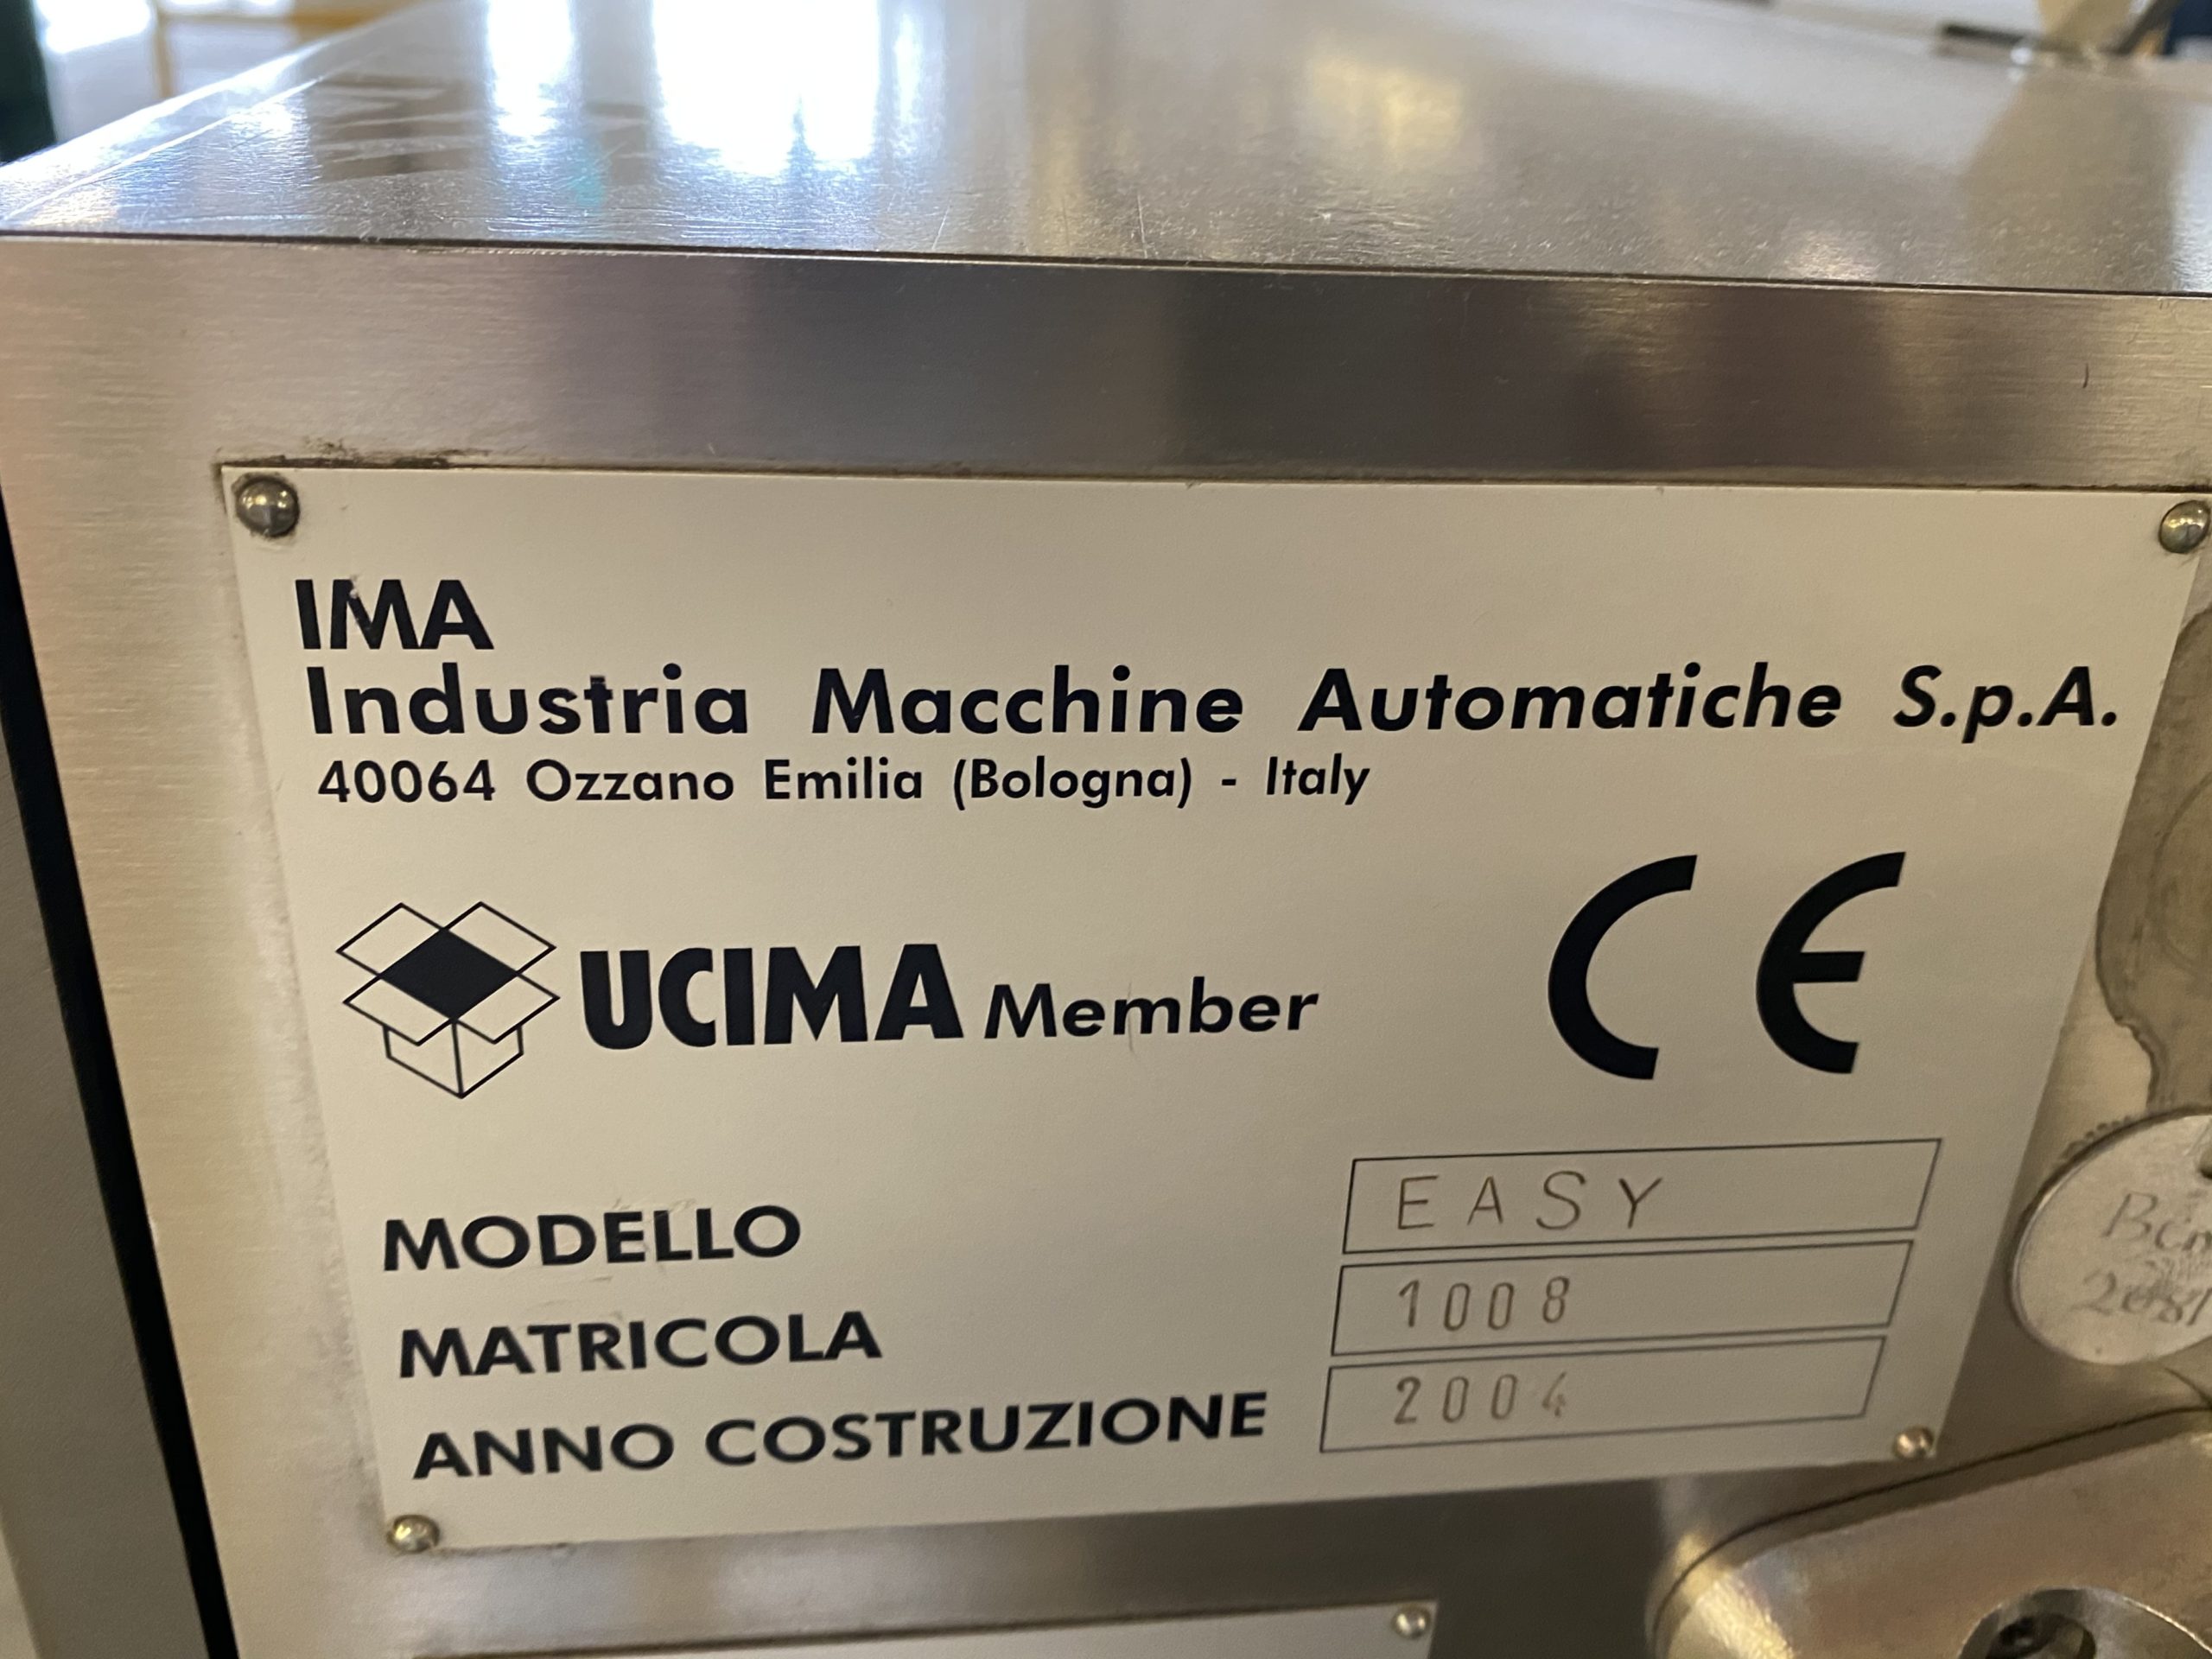 IMA
Industria Macchine Automatiche S.p.A.
40064 Ozzano Emilia (Bologna) - Italy
UCIMA Member CE
MODELLO EASY
MATRICOLA 1008
ANNO COSTRUZIONE 2004